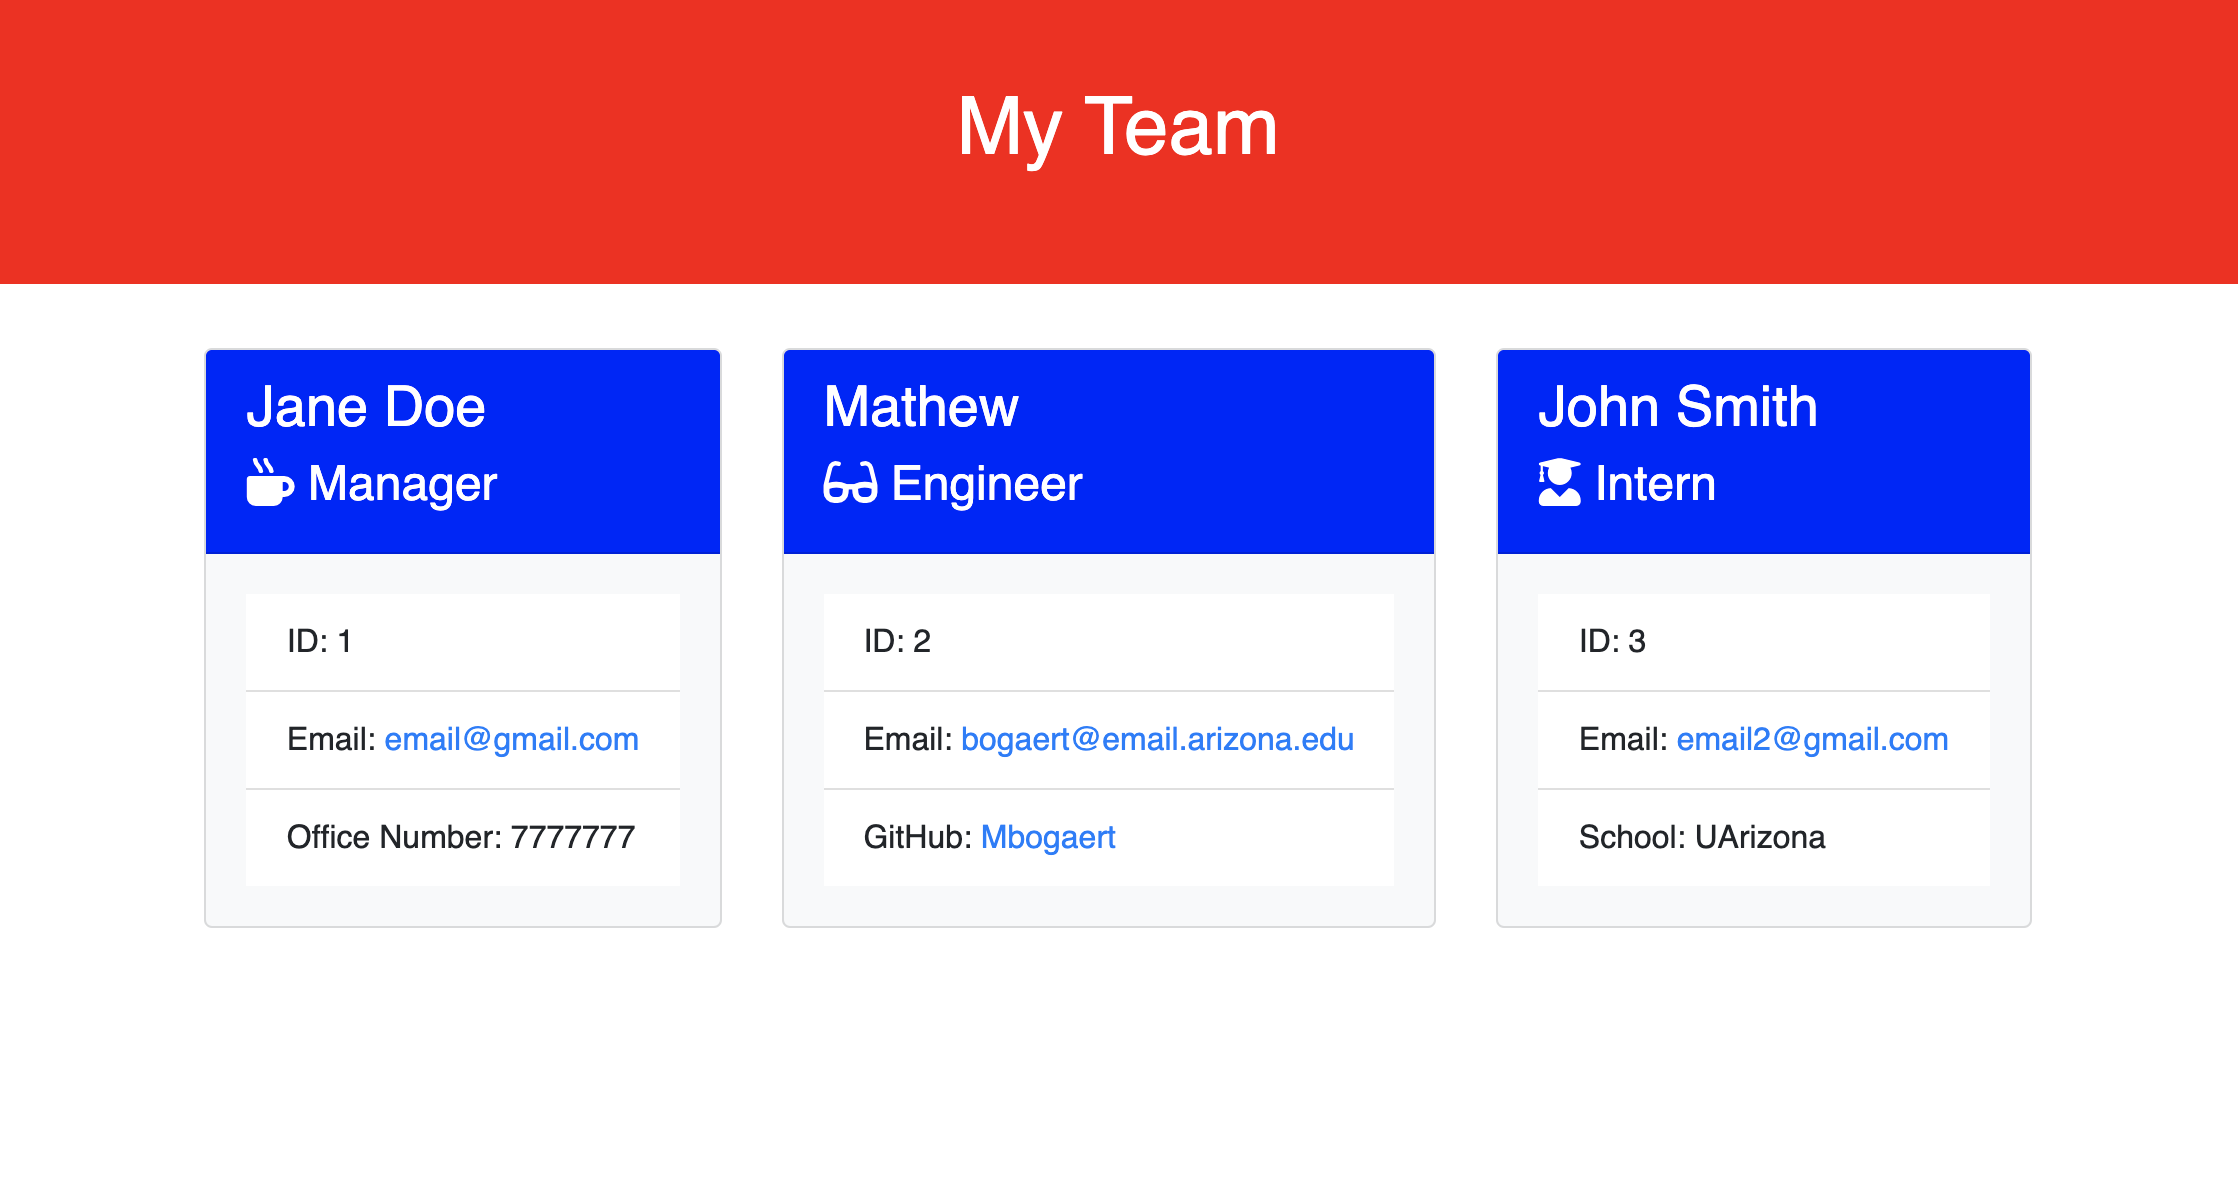 My Team
Jane Doe
Manager
ID: 1
Email: email@gmail.com
Office Number: 7777777
Mathew
Engineer
ID: 2
Email: bogaert@email.arizona.edu
GitHub: Mbogaert
John Smith
Intern
ID: 3
Email: email2@gmail.com
School: UArizona